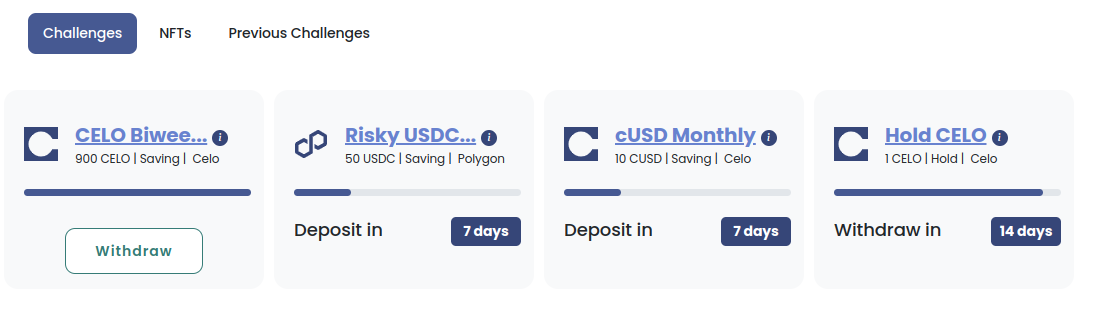 Challenges NFTs Previous Challenges
CELO Biwee... i
900 CELO | Saving | Celo
Withdraw
Risky USDC... i
50 USDC | Saving | Polygon
Deposit in 7 days
cUSD Monthly i
10 CUSD | Saving | Celo
Deposit in 7 days
Hold CELO i
1 CELO | Hold | Celo
Withdraw in 14 days